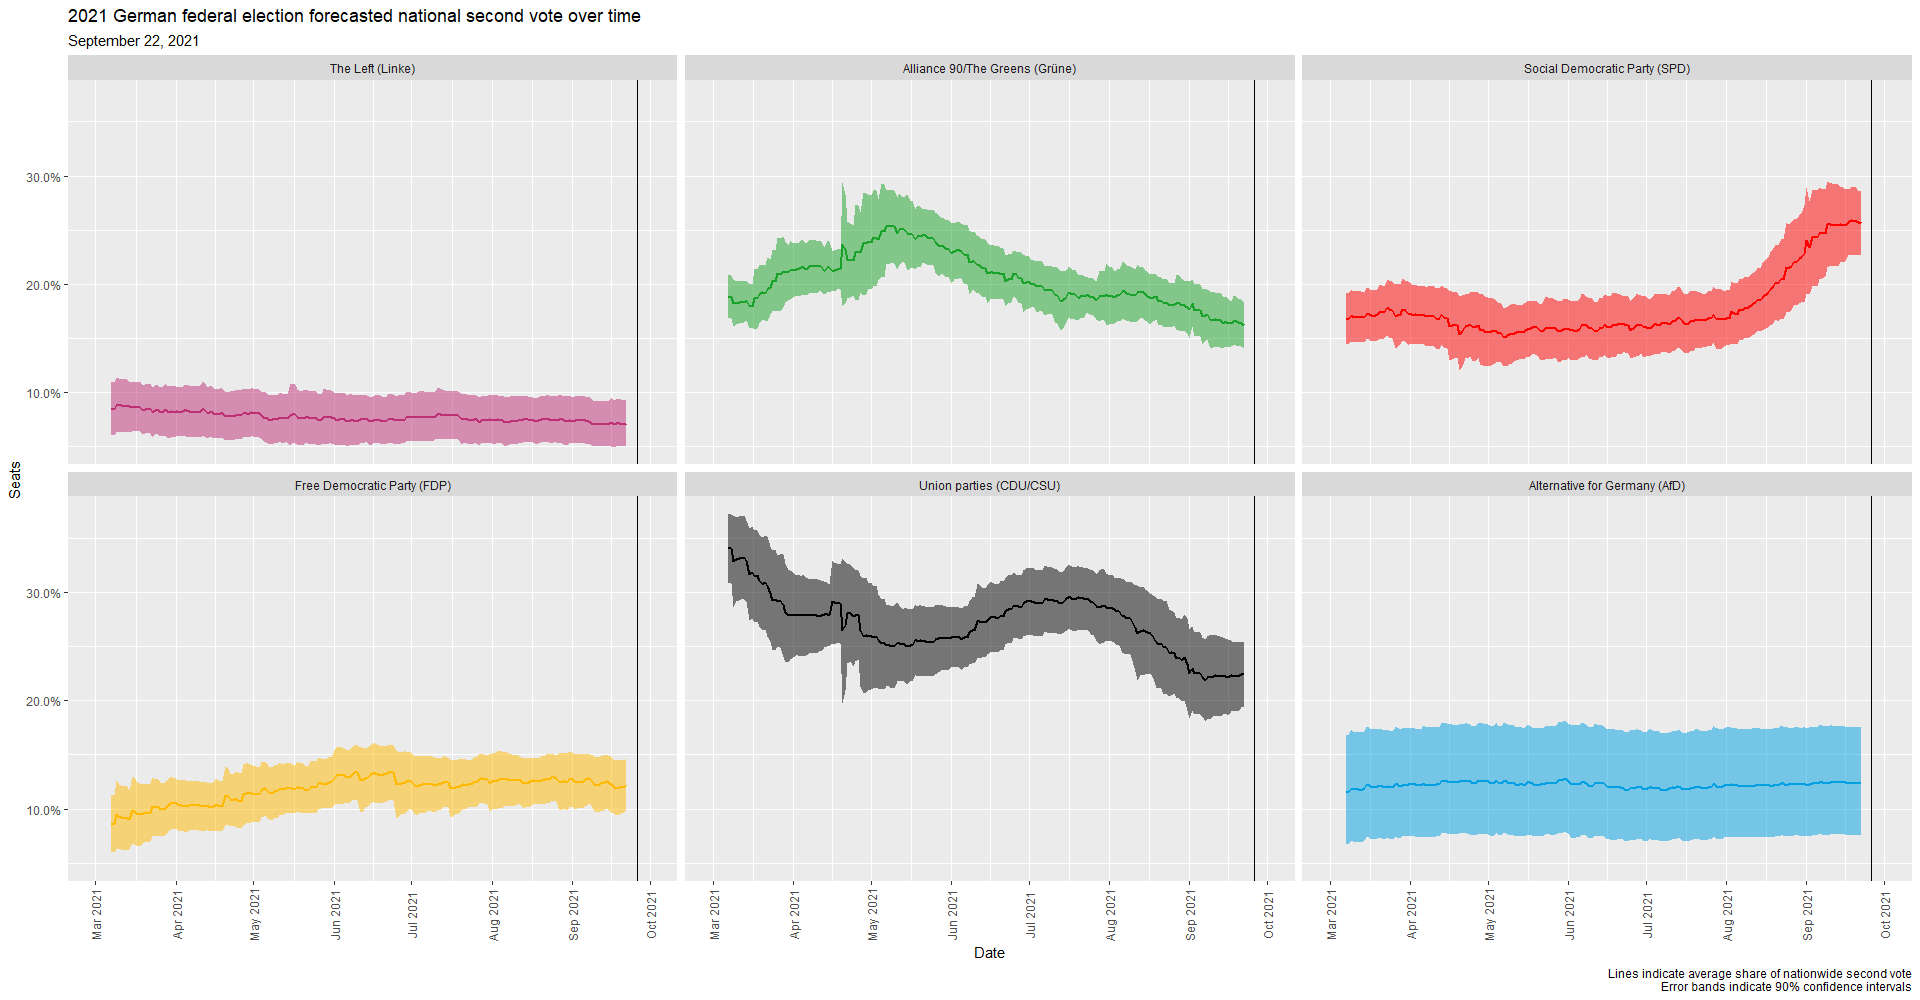 2021 German federal election forecasted national second vote over time
September 22, 2021
The Left (Linke)
Alliance 90/The Greens (Grüne)
Social Democratic Party (SPD)
30.0%
20.0%
10.0%
Seats
Free Democratic Party (FDP)
Union parties (CDU/CSU)
Alternative for Germany (AfD)
30.0%
20.0%
10.0%
Mar 2021
Apr 2021
May 2021
Jun 2021
Jul 2021
Aug 2021
Sep 2021
Oct 2021
Mar 2021
Apr 2021
May 2021
Jun 2021
Jul 2021
Aug 2021
Sep 2021
Oct 2021
Mar 2021
Apr 2021
May 2021
Jun 2021
Jul 2021
Aug 2021
Sep 2021
Oct 2021
Date
Lines indicate average share of nationwide second vote
Error bands indicate 90% confidence intervals